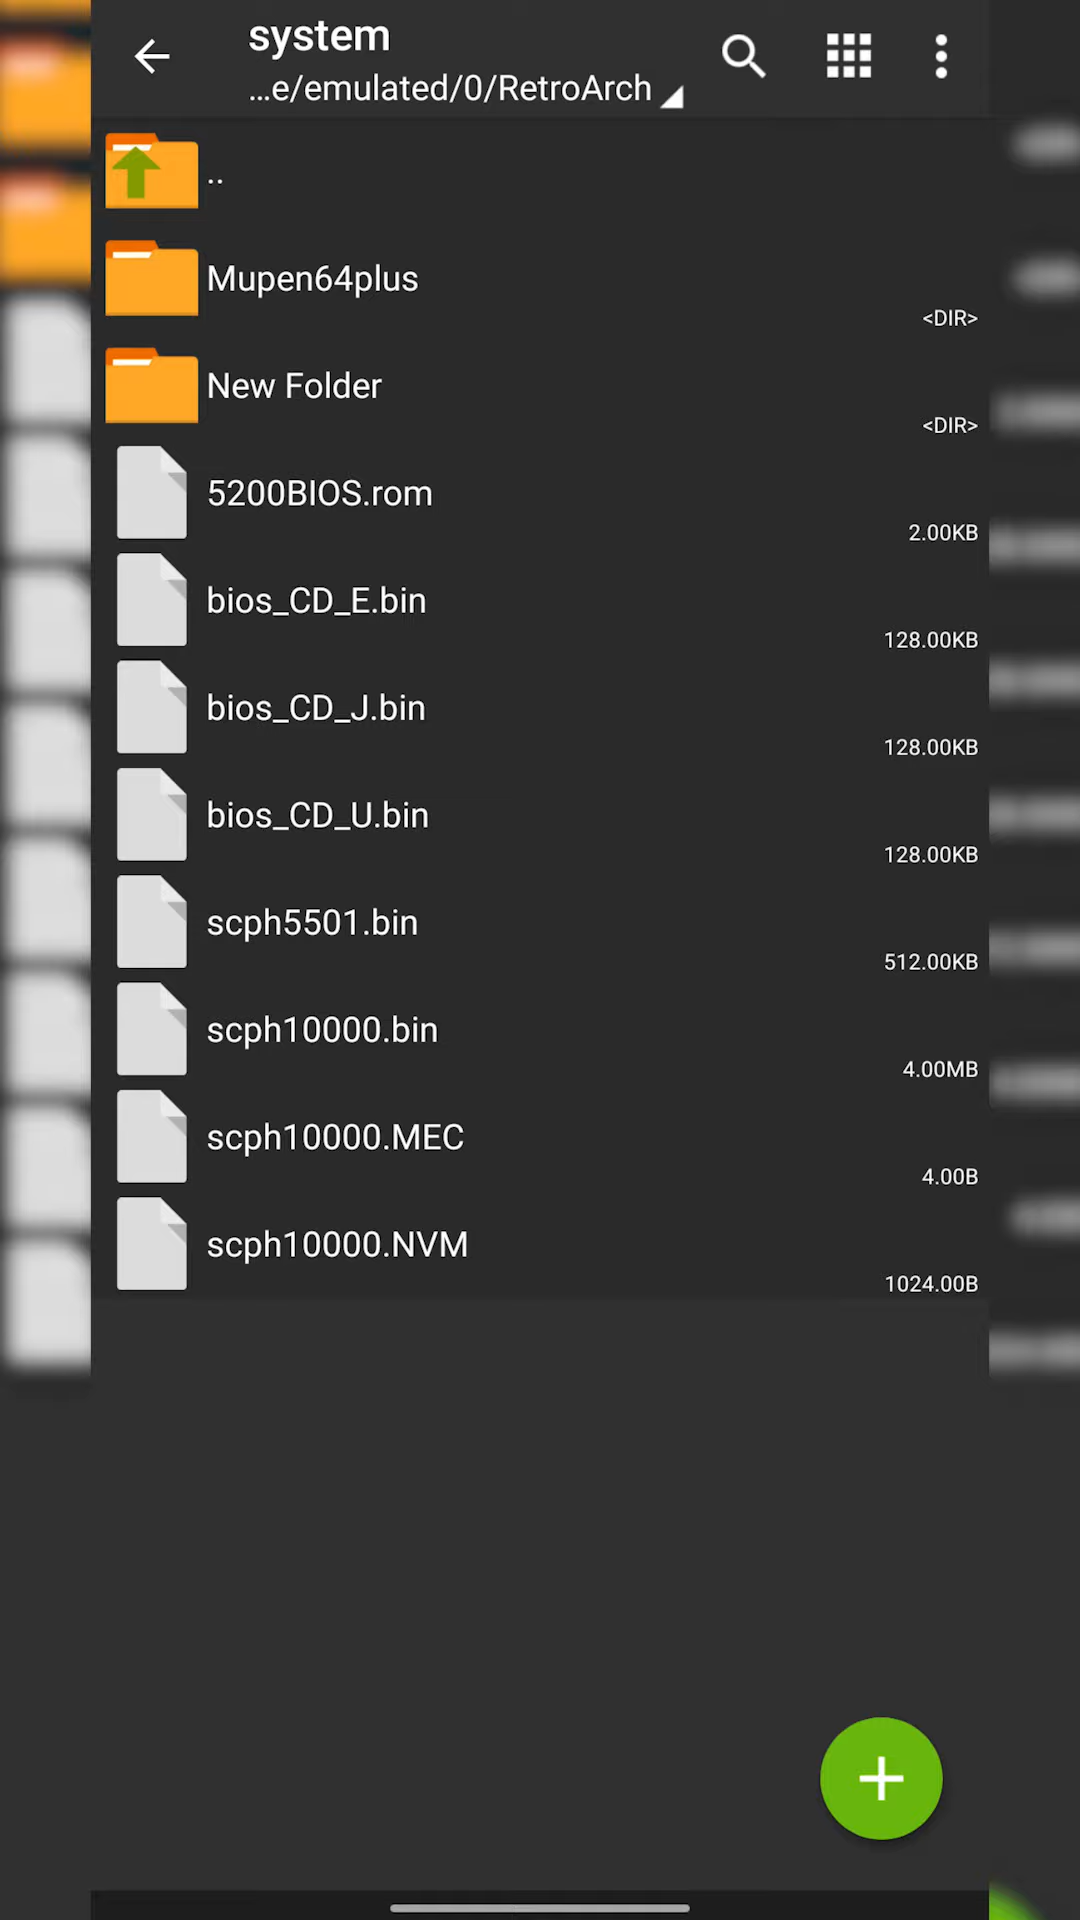 system
...e/emulated/0/RetroArch
..
Mupen64plus
<DIR>
New Folder
<DIR>
5200BIOS.rom
2.00KB
bios_CD_E.bin
128.00KB
bios_CD_J.bin
128.00KB
bios_CD_U.bin
128.00KB
scph5501.bin
512.00KB
scph10000.bin
4.00MB
scph10000.MEC
4.00B
scph10000.NVM
1024.00B